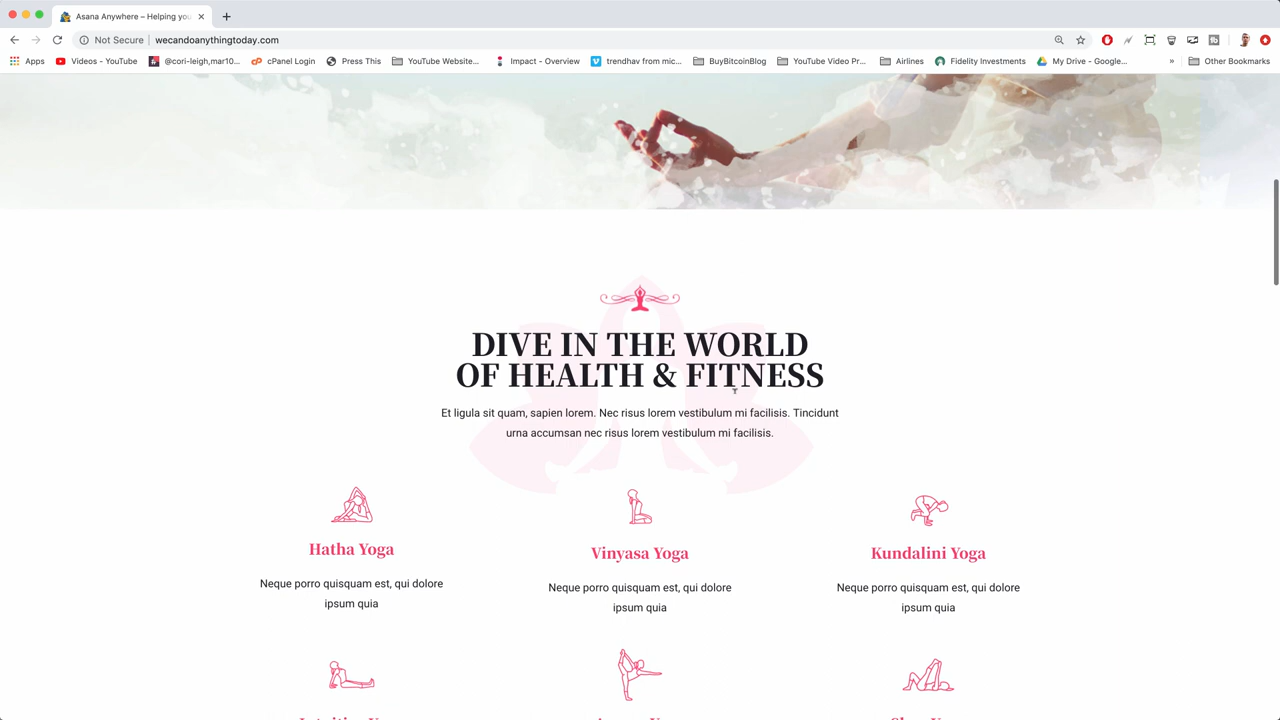 Asana Anywhere – Helping you
Not Secure
wecandoanythingtoday.com
Apps
Videos - YouTube
@cori-leigh,mar10...
cPanel Login
Press This
YouTube Website...
Impact - Overview
trendhav from mic...
BuyBitcoinBlog
YouTube Video Pr...
Airlines
Fidelity Investments
My Drive - Google...
»
Other Bookmarks
DIVE IN THE WORLD
OF HEALTH & FITNESS
Et ligula sit quam, sapien lorem. Nec risus lorem vestibulum mi facilisis. Tincidunt
urna accumsan nec risus lorem vestibulum mi facilisis.
Hatha Yoga
Neque porro quisquam est, qui dolore
ipsum quia
Vinyasa Yoga
Neque porro quisquam est, qui dolore
ipsum quia
Kundalini Yoga
Neque porro quisquam est, qui dolore
ipsum quia